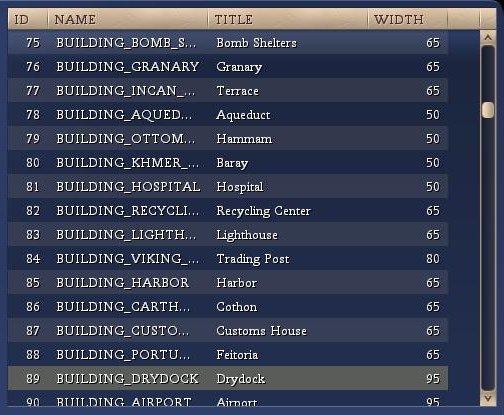 ID NAME TITLE WIDTH
75 BUILDING_BOMB_S... Bomb Shelters 65
76 BUILDING_GRANARY Granary 65
77 BUILDING_INCAN_... Terrace 65
78 BUILDING_AQUED... Aqueduct 50
79 BUILDING_OTTOM... Hammam 50
80 BUILDING_KHMER_... Baray 50
81 BUILDING_HOSPITAL Hospital 50
82 BUILDING_RECYCLI... Recycling Center 65
83 BUILDING_LIGHTH... Lighthouse 65
84 BUILDING_VIKING_... Trading Post 80
85 BUILDING_HARBOR Harbor 65
86 BUILDING_CARTH... Cothon 65
87 BUILDING_CUSTO... Customs House 65
88 BUILDING_PORTU... Feitoria 65
89 BUILDING_DRYDOCK Drydock 95
90 BUILDING_AIRPORT Airport 95